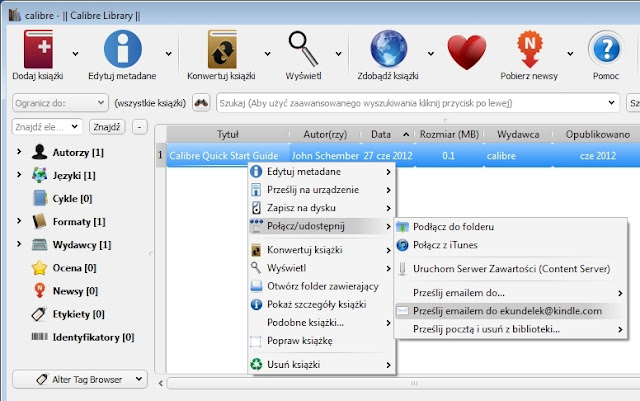 calibre - || Calibre Library ||
Dodaj książki
Edytuj metadane
Konwertuj książki
Wyświetl
Zdobądź książki
Pobierz newsy
Pomoc
Ogranicz do:
(wszystkie książki)
Szukaj (Aby użyć zaawansowanego wyszukiwania kliknij przycisk po lewej)
Sz
Znajdź ele...
Znajdź
-
Tytuł
Autor(rzy)
Data
Rozmiar (MB)
Wydawca
Opublikowano
1
Calibre Quick Start Guide
John Schember
27 cze 2012
0.1
calibre
cze 2012
Autorzy [1]
Języki [1]
Cykle [0]
Formaty [1]
Wydawcy [1]
Ocena [0]
Newsy [0]
Etykiety [0]
Identyfikatory [0]
Alter Tag Browser
Edytuj metadane
Prześlij na urządzenie
Zapisz na dysku
Połącz/udostępnij
Konwertuj książki
Wyświetl
Otwórz folder zawierający
Pokaż szczegóły książki
Podobne książki...
Popraw książkę
Usuń książki
Podłącz do folderu
Połącz z iTunes
Uruchom Serwer Zawartości (Content Server)
Prześlij emailem do...
Prześlij emailem do ekundelek@kindle.com
Prześlij pocztą i usuń z biblioteki...